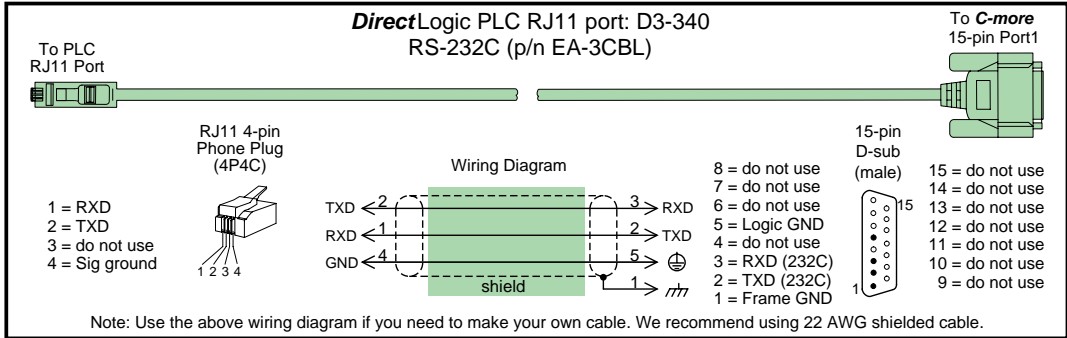 DirectLogic PLC RJ11 port: D3-340
RS-232C (p/n EA-3CBL)
To PLC
RJ11 Port
To C-more
15-pin Port1
RJ11 4-pin
Phone Plug
(4P4C)
1 = RXD
2 = TXD
3 = do not use
4 = Sig ground
1 2 3 4
Wiring Diagram
TXD 2 3 RXD
RXD 1 2 TXD
GND 4 5
1
shield
8 = do not use
7 = do not use
6 = do not use
5 = Logic GND
4 = do not use
3 = RXD (232C)
2 = TXD (232C)
1 = Frame GND
15-pin
D-sub
(male)
15
1
15 = do not use
14 = do not use
13 = do not use
12 = do not use
11 = do not use
10 = do not use
9 = do not use
Note: Use the above wiring diagram if you need to make your own cable. We recommend using 22 AWG shielded cable.